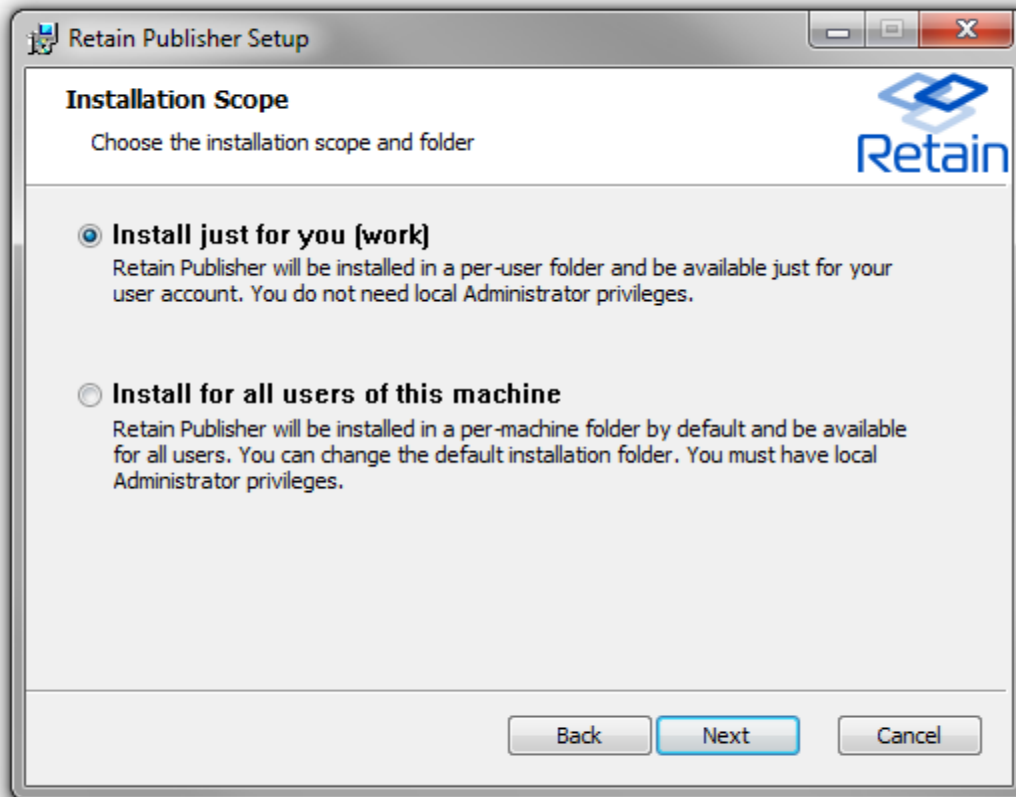 Retain Publisher Setup
Installation Scope
Choose the installation scope and folder
Retain
Install just for you (work)
Retain Publisher will be installed in a per-user folder and be available just for your
user account. You do not need local Administrator privileges.
Install for all users of this machine
Retain Publisher will be installed in a per-machine folder by default and be available
for all users. You can change the default installation folder. You must have local
Administrator privileges.
Back Next Cancel